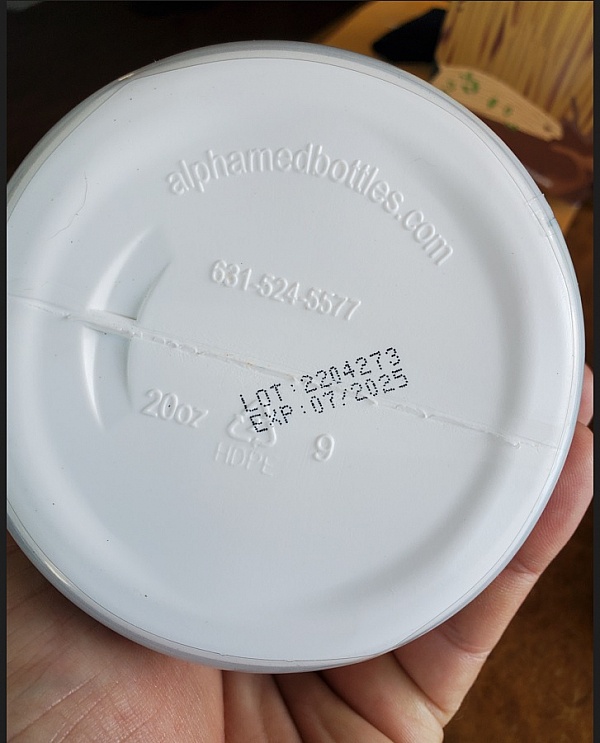 alphamedbottles.com
631-524-5577
LOT:2204273
EXP:07/2025
20oz
HDPE
9